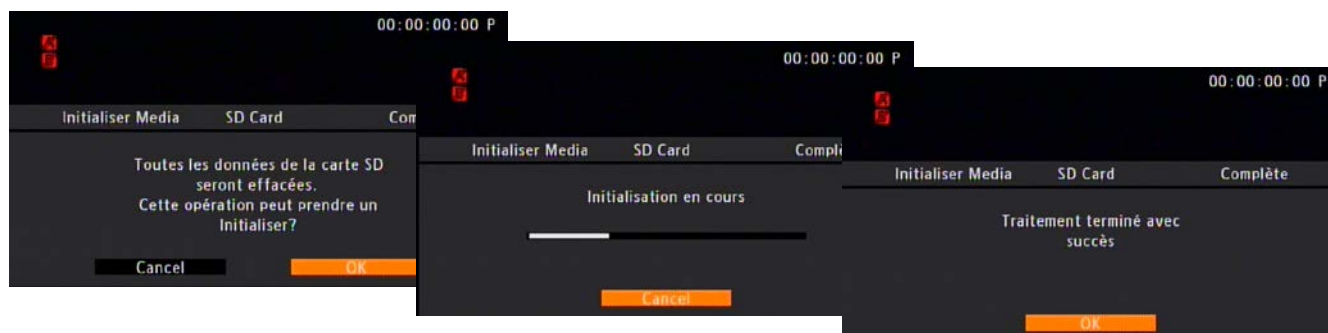 00:00:00:00 P
A
B
Initialiser Media SD Card Com
Toutes les données de la carte SD
seront effacées.
Cette opération peut prendre un
Initialiser?
Cancel OK
00:00:00:00 P
A
B
Initialiser Media SD Card Complè
Initialisation en cours
Cancel
00:00:00:00 P
A
B
Initialiser Media SD Card Complète
Traitement terminé avec
succès
OK